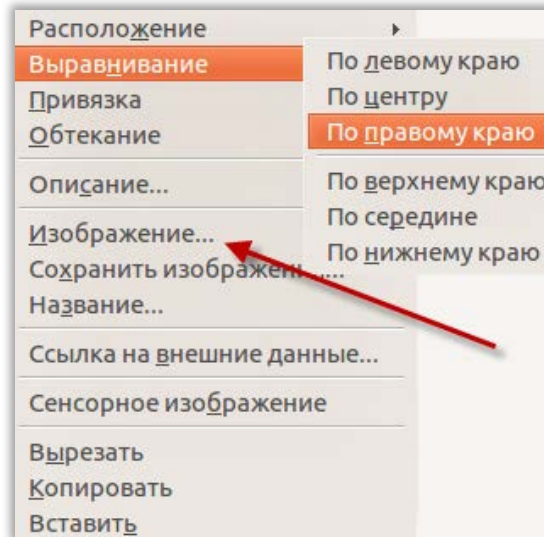 Расположение
Выравнивание
Привязка
Обтекание
Описание...
Изображение...
Сохранить изображени...
Название...
Ссылка на внешние данные...
Сенсорное изображение
Вырезать
Копировать
Вставить
По левому краю
По центру
По правому краю
По верхнему краю
По середине
По нижнему краю